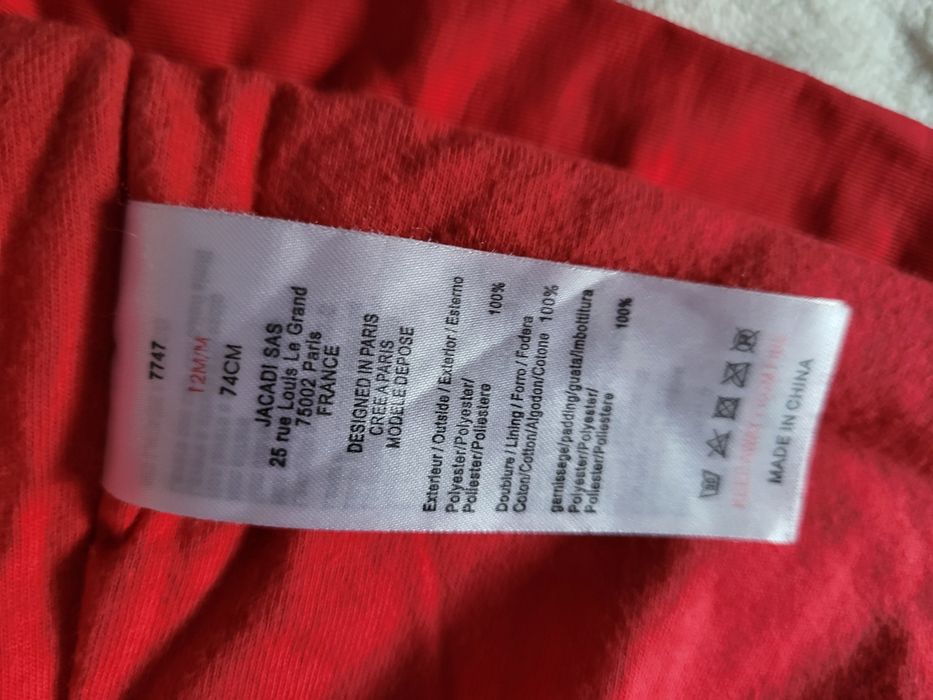 7747
12M/M
74CM
JACADI SAS
25 rue Louis Le Grand
75002 Paris
FRANCE
DESIGNED IN PARIS
CREE A PARIS
MODELE DEPOSE
Exterieur / Outside / Exterior / Esterno
Polyester/Polyester/ 100%
Poliester/Poliestere
Doublure / Lining / Forro / Fodera
Coton/Cotton/Algodon/Cotone 100%
garnissage/padding/guata/imbottitura
Polyester/Polyester/ 100%
Poliester/Poliestere
MADE IN CHINA